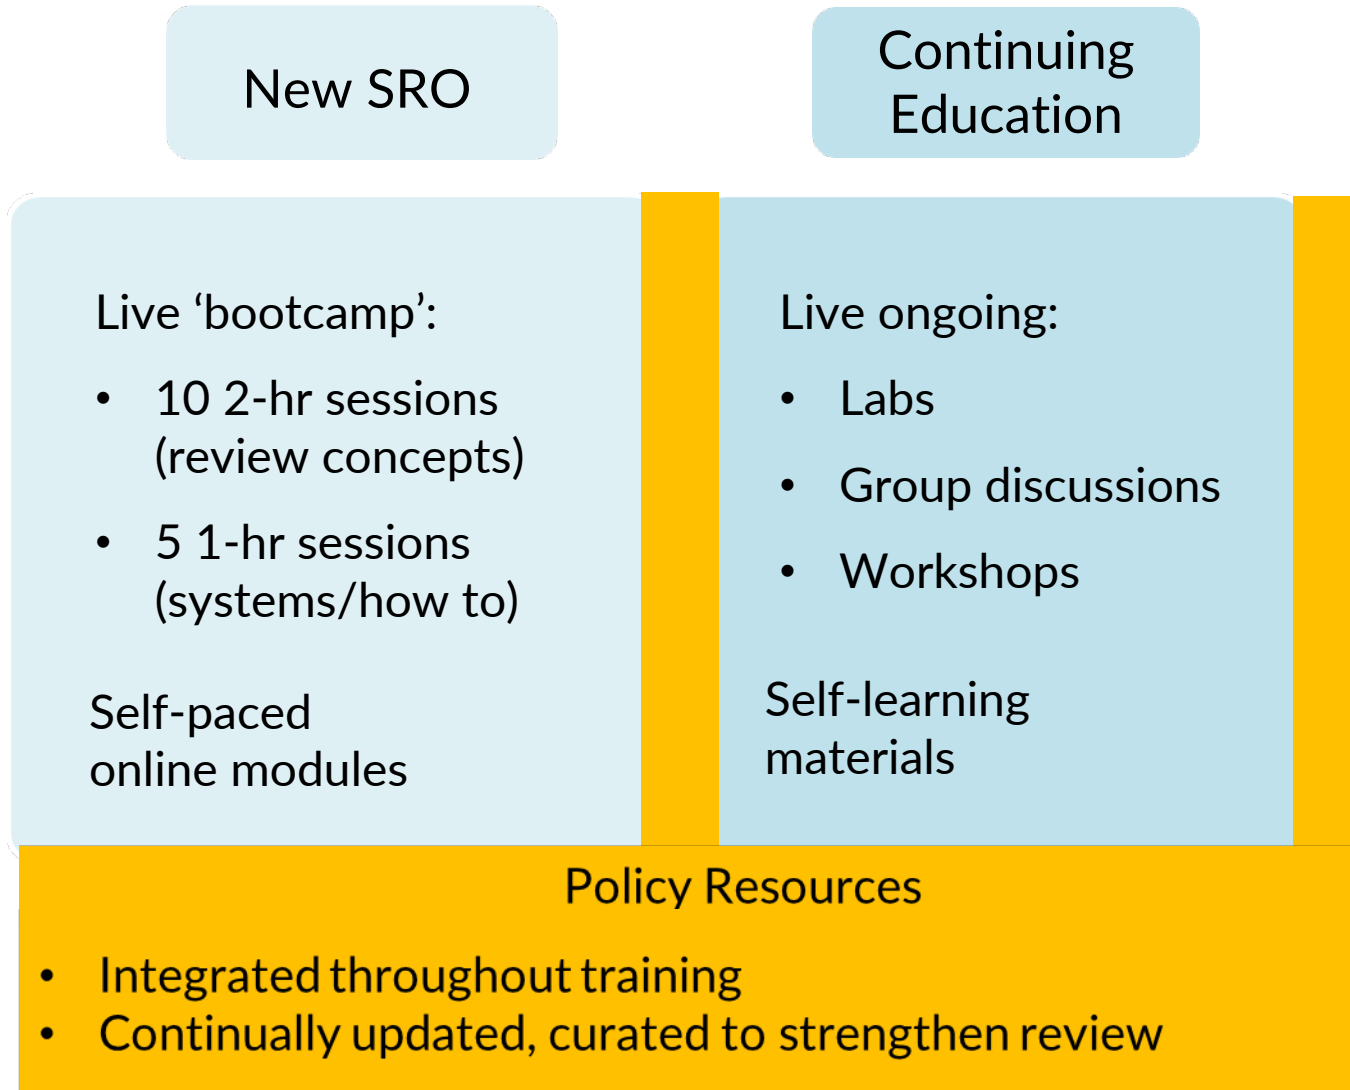 New SRO
Continuing
Education
Live ‘bootcamp’:
• 10 2-hr sessions
(review concepts)
• 5 1-hr sessions
(systems/how to)
Self-paced
online modules
Live ongoing:
• Labs
• Group discussions
• Workshops
Self-learning
materials
Policy Resources
• Integrated throughout training
• Continually updated, curated to strengthen review